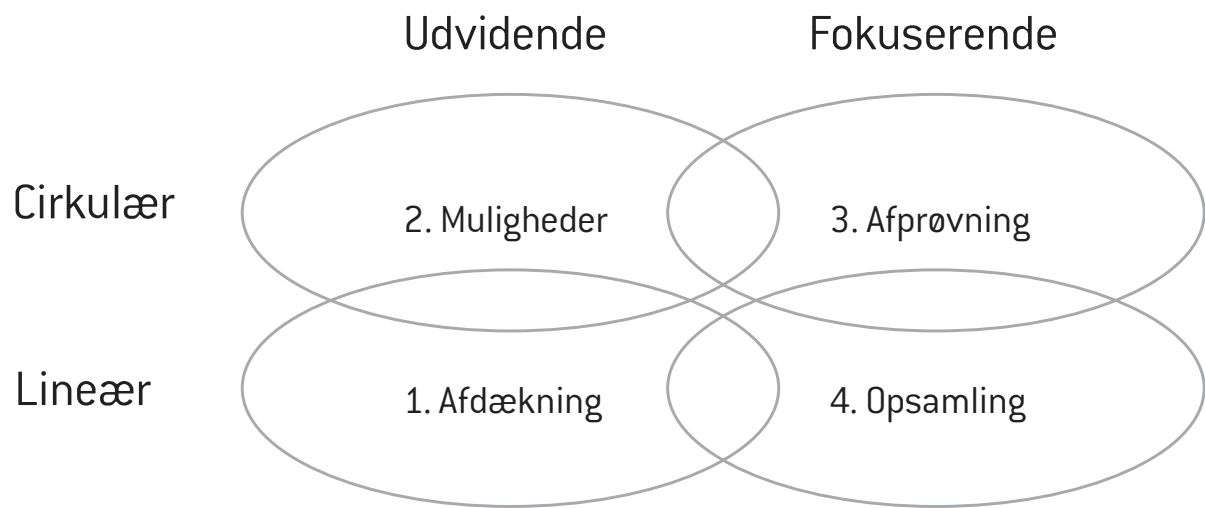 Udvidende
Fokuserende
Cirkulær
2. Muligheder
3. Afprøvning
Lineær
1. Afdækning
4. Opsamling